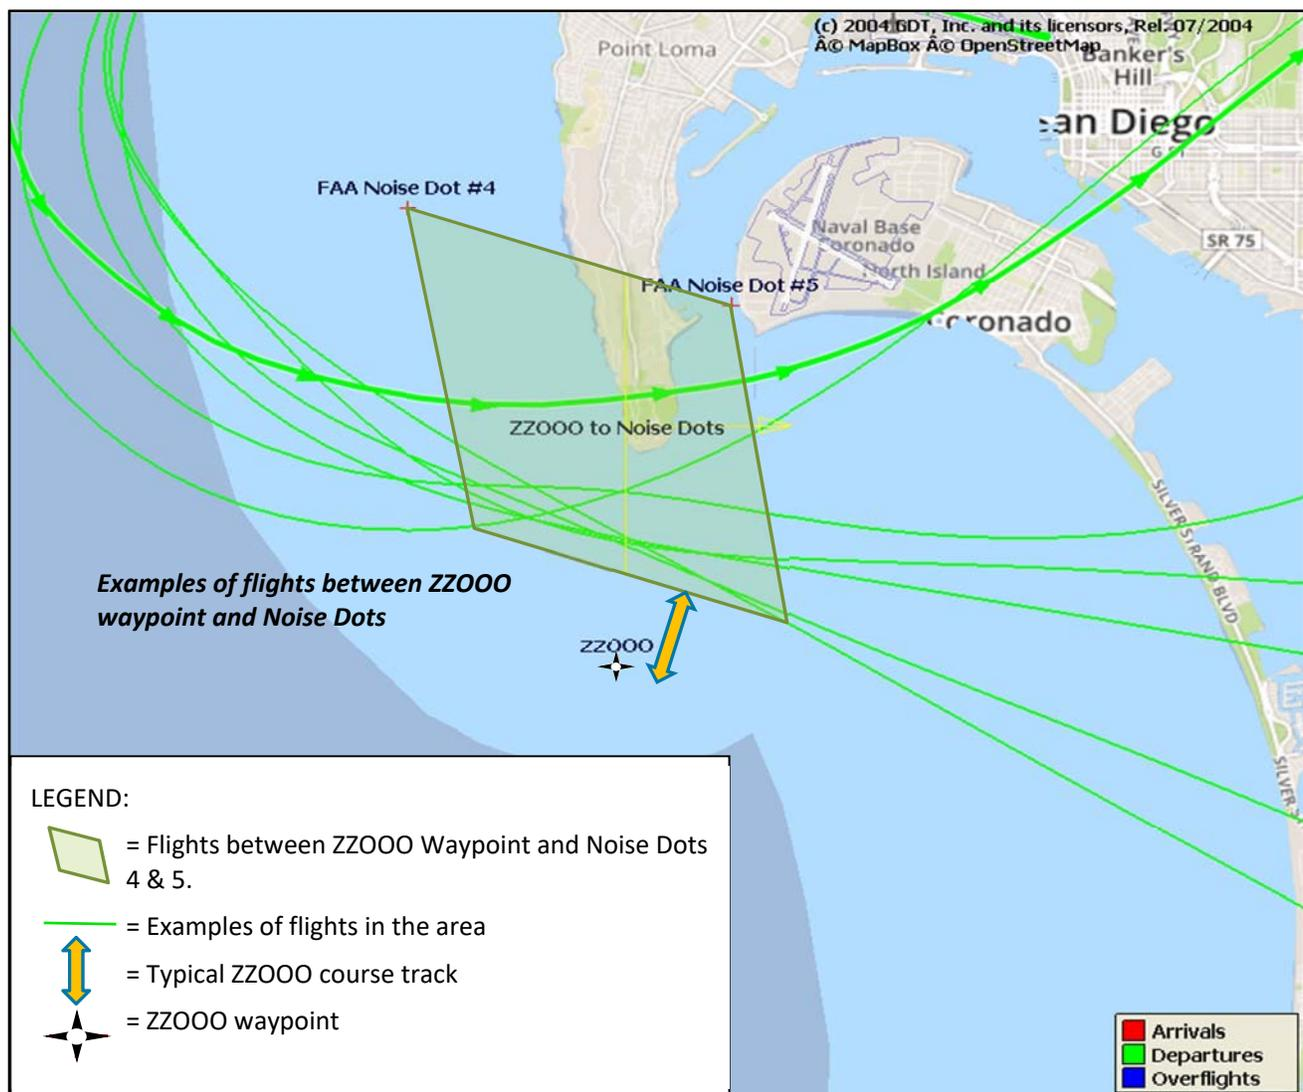 (c) 2004 GDT, Inc. and its licensors, Rel. 07/2004
Â© MapBox Â© OpenStreetMap
Point Loma
Banker's
Hill
an Diego
G ST
FAA Noise Dot #4
Naval Base
Coronado
SR 75
North Island
FAA Noise Dot #5
Coronado
ZZOOO to Noise Dots
SILVER STRAND BLVD
Examples of flights between ZZOOO
waypoint and Noise Dots
ZZOOO
SILVER
LEGEND:
= Flights between ZZOOO Waypoint and Noise Dots
4 & 5.
= Examples of flights in the area
= Typical ZZOOO course track
= ZZOOO waypoint
Arrivals
Departures
Overflights